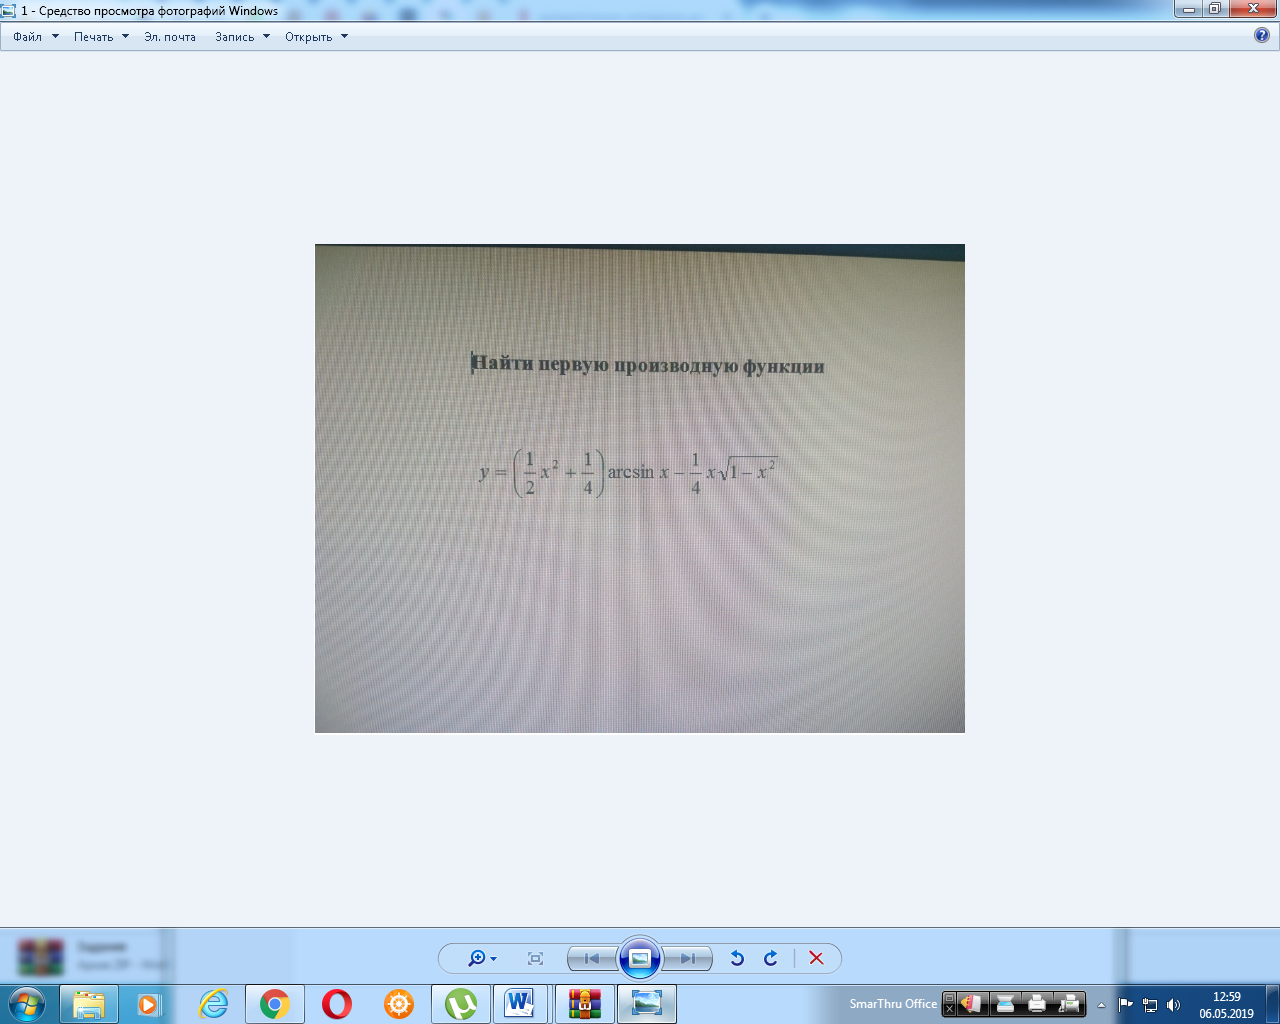 1 - Средство просмотра фотографий Windows
Файл Печать Эл. почта Запись Открыть
Найти первую производную функции
y = (1/2 x² + 1/4) arcsin x − 1/4 x√(1 − x²)
SmarThru Office
12:59
06.05.2019